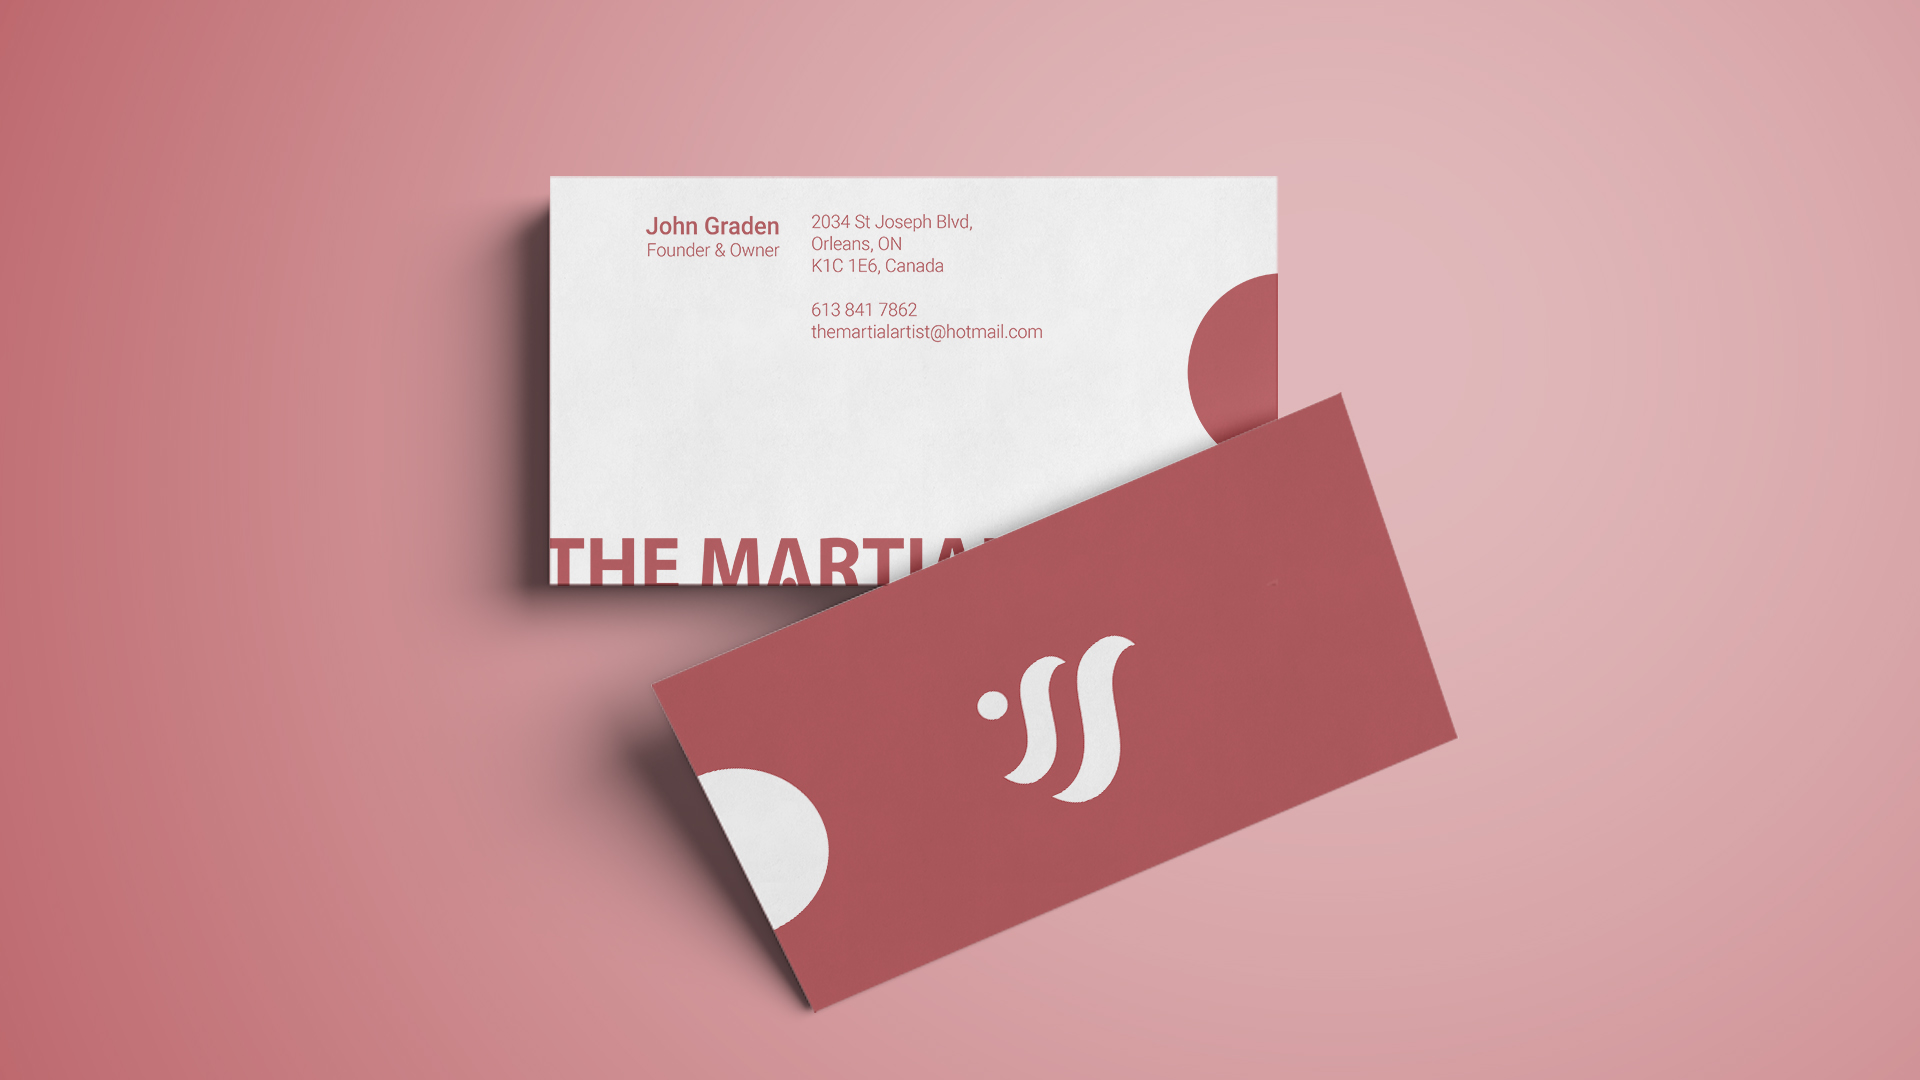 John Graden
Founder & Owner
2034 St Joseph Blvd,
Orleans, ON
K1C 1E6, Canada
613 841 7862
themartialartist@hotmail.com
THE MARTIAL